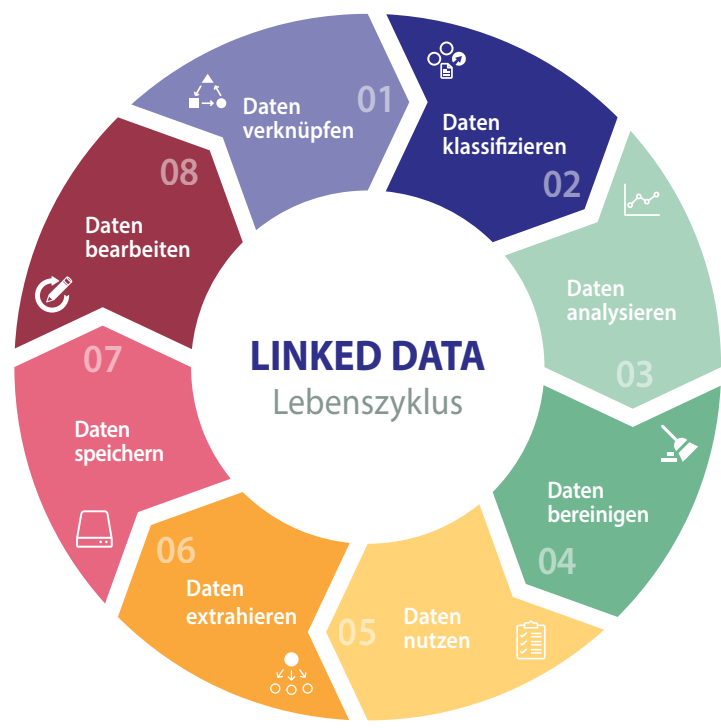 LINKED DATA
Lebenszyklus
01
Daten
verknüpfen
02
Daten
klassifizieren
03
Daten
analysieren
04
Daten
bereinigen
05
Daten
nutzen
06
Daten
extrahieren
07
Daten
speichern
08
Daten
bearbeiten